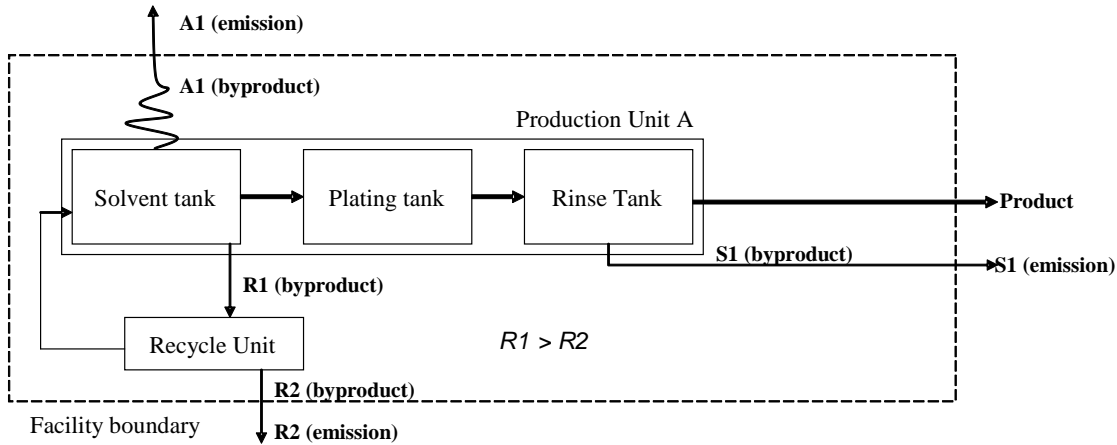 A1 (emission)
A1 (byproduct)
Production Unit A
Solvent tank
Plating tank
Rinse Tank
Product
S1 (byproduct)
S1 (emission)
R1 (byproduct)
Recycle Unit
R1 > R2
R2 (byproduct)
Facility boundary
R2 (emission)